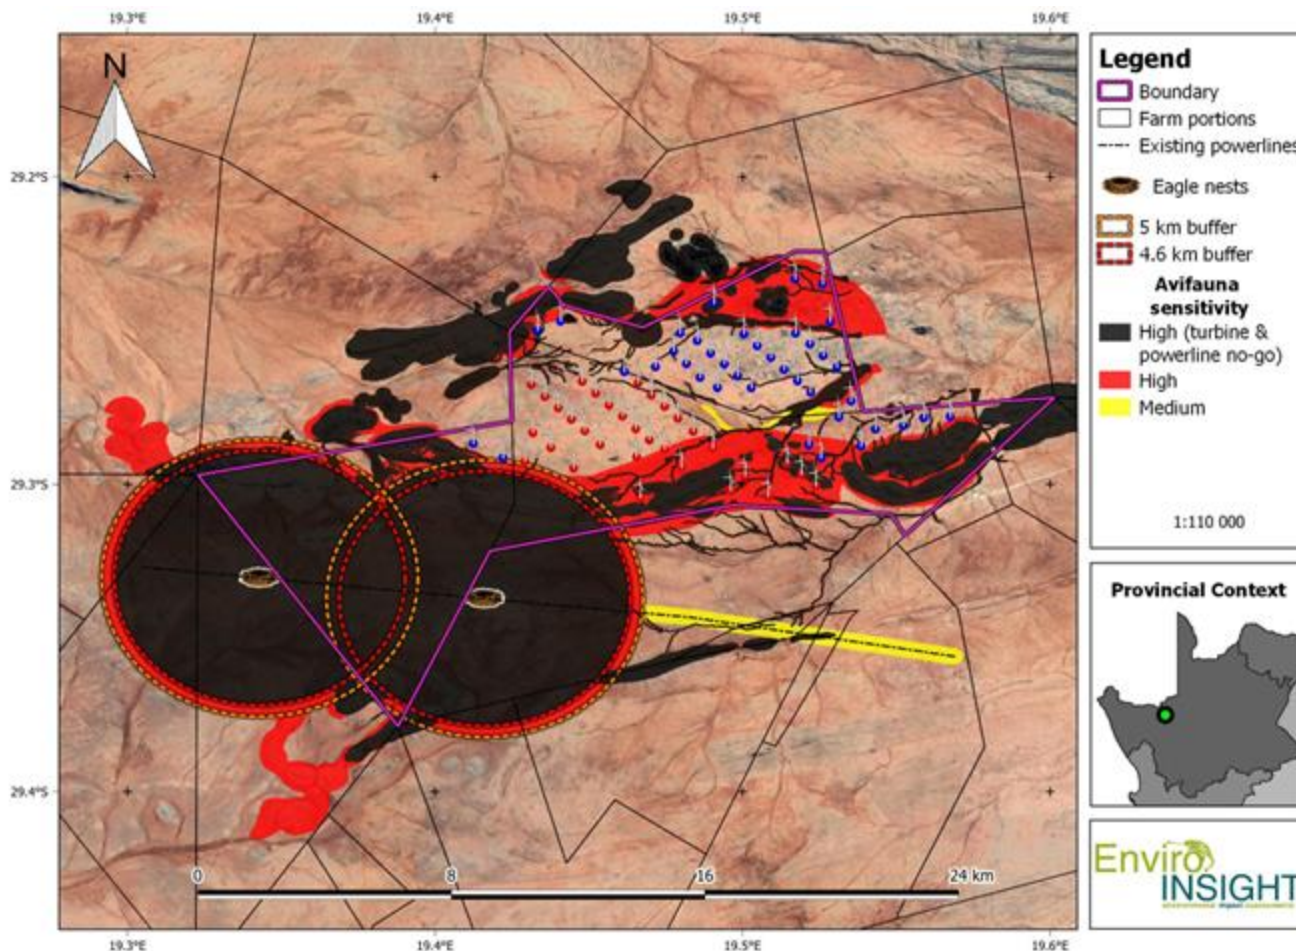 19.3°E 19.4°E 19.5°E 19.6°E
N
29.2°S
29.3°S
29.4°S
0 8 16 24 km
19.3°E 19.4°E 19.5°E 19.6°E
Legend
Boundary
Farm portions
Existing powerlines
Eagle nests
5 km buffer
4.6 km buffer
Avifauna
sensitivity
High (turbine &
powerline no-go)
High
Medium
1:110 000
Provincial Context
Enviro
INSIGHT